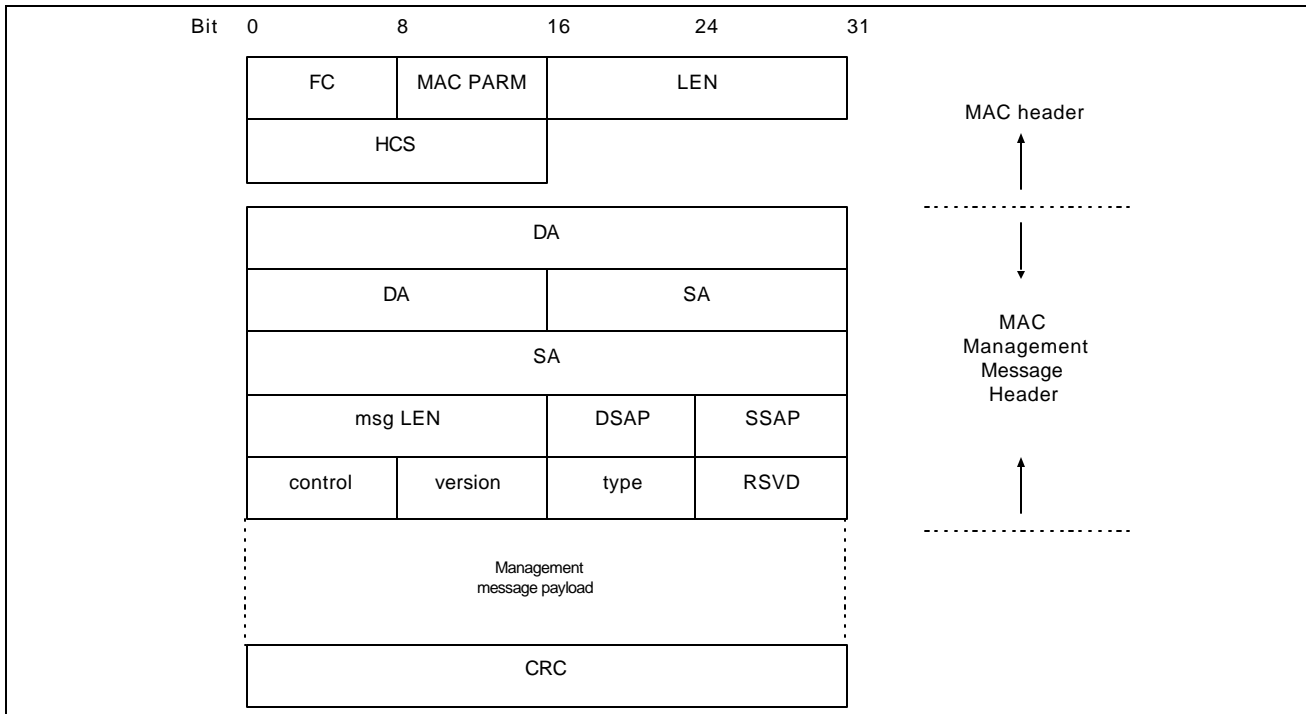 Bit 0 8 16 24 31
FC MAC PARM LEN
HCS
MAC header
DA
DA SA
SA
MAC
Management
Message
Header
msg LEN DSAP SSAP
control version type RSVD
Management
message payload
CRC